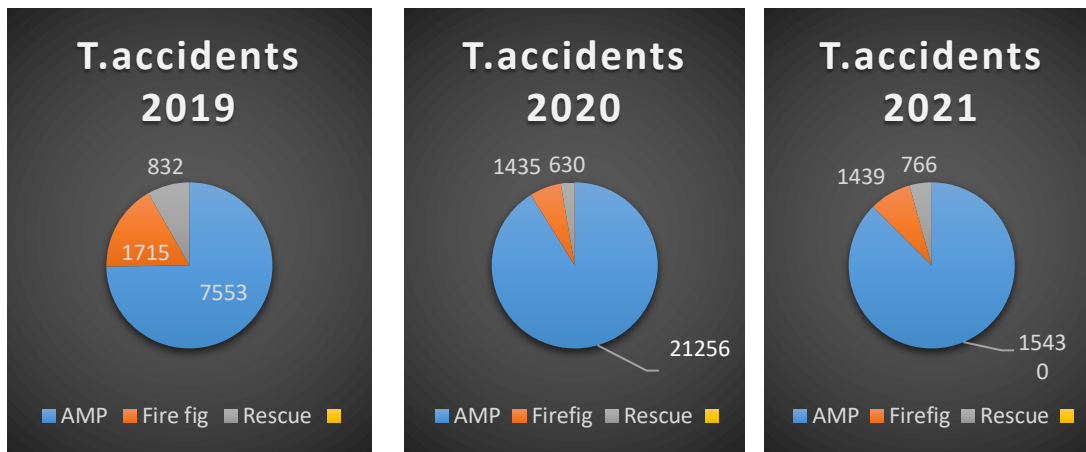 T.accidents
2019
832
1715
7553
AMP Fire fig Rescue
T.accidents
2020
1435 630
21256
AMP Firefig Rescue
T.accidents
2021
766
1439
1543
0
AMP Firefig Rescue